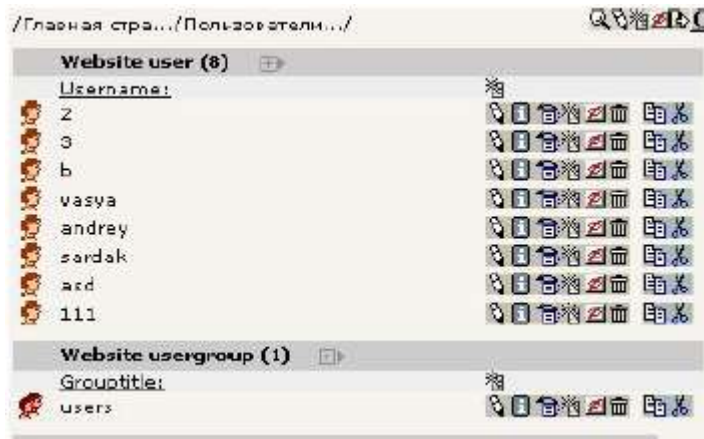 /Главная стра.../Пользователи.../
Website user (8)
Username:
2
3
b
vasya
andrey
sardak
asd
111
Website usergroup (1)
Grouptitle:
users